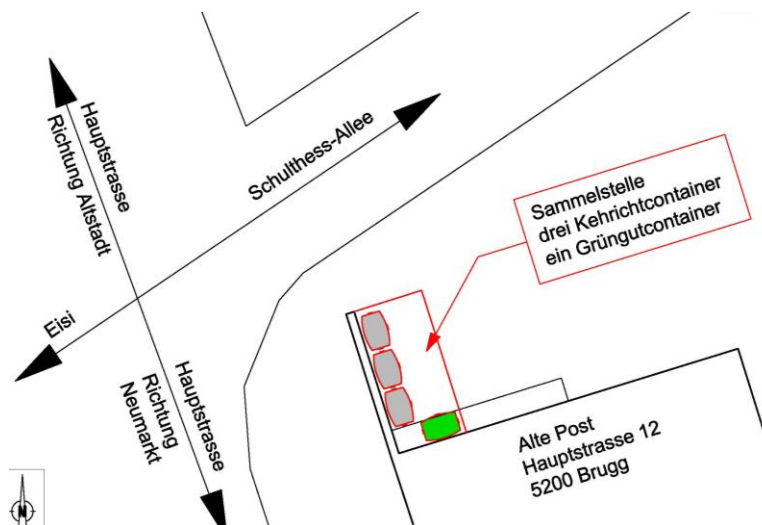 Hauptstrasse
Richtung Altstadt
Schulthess-Allee
Sammelstelle
drei Kehrichtcontainer
ein Grüngutcontainer
Eisi
Hauptstrasse
Richtung
Neumarkt
Alte Post
Hauptstrasse 12
5200 Brugg
N